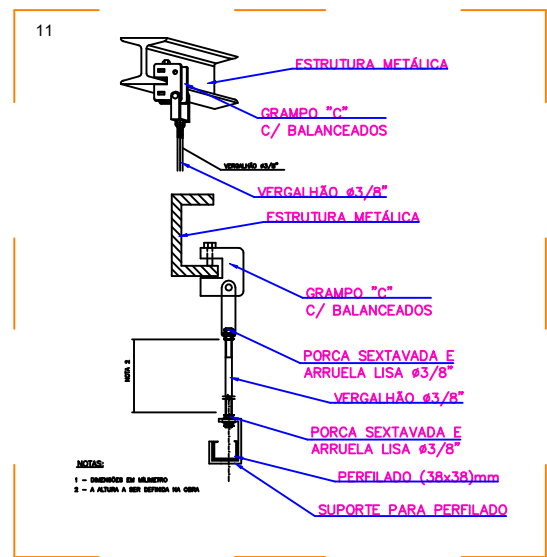 11
ESTRUTURA METÁLICA
GRAMPO "C"
C/ BALANCEADOS
VERGALHÃO ø3/8"
VERGALHÃO ø3/8"
ESTRUTURA METÁLICA
GRAMPO "C"
C/ BALANCEADOS
NOTA 2
PORCA SEXTAVADA E
ARRUELA LISA ø3/8"
VERGALHÃO ø3/8"
PORCA SEXTAVADA E
ARRUELA LISA ø3/8"
PERFILADO (38x38)mm
SUPORTE PARA PERFILADO
NOTAS:
1 - DIMENSÕES EM MILIMETRO
2 - A ALTURA A SER DEFINIDA NA OBRA